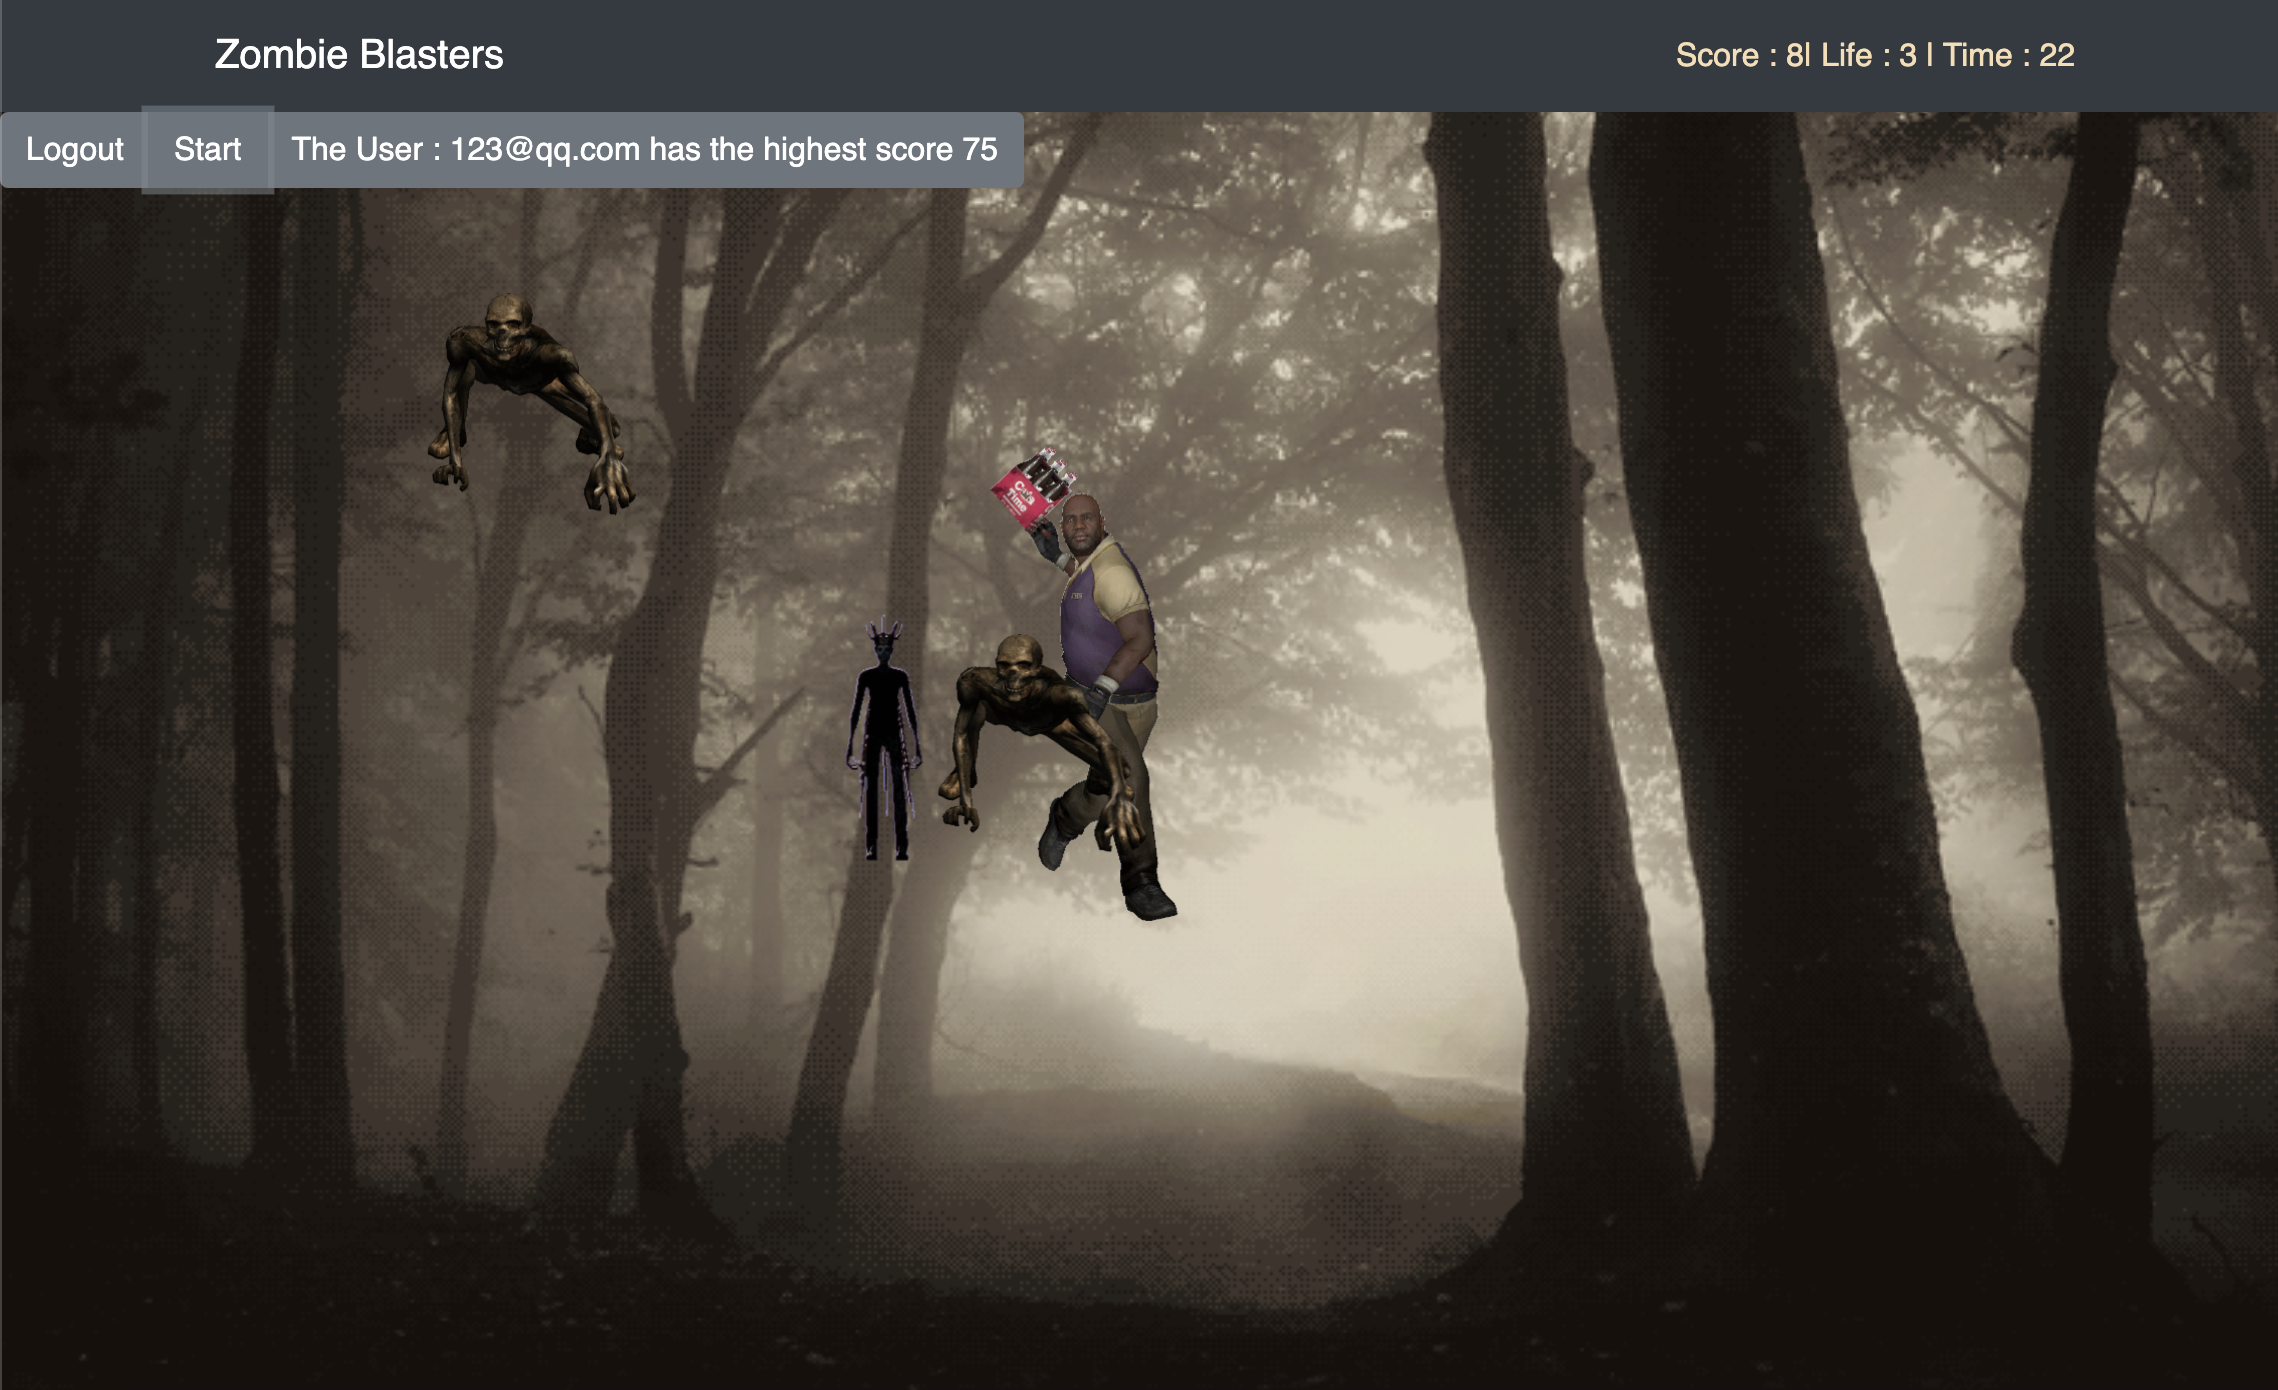 Zombie Blasters
Score : 8| Life : 3 | Time : 22
Logout
Start
The User : 123@qq.com has the highest score 75
Cola
Time